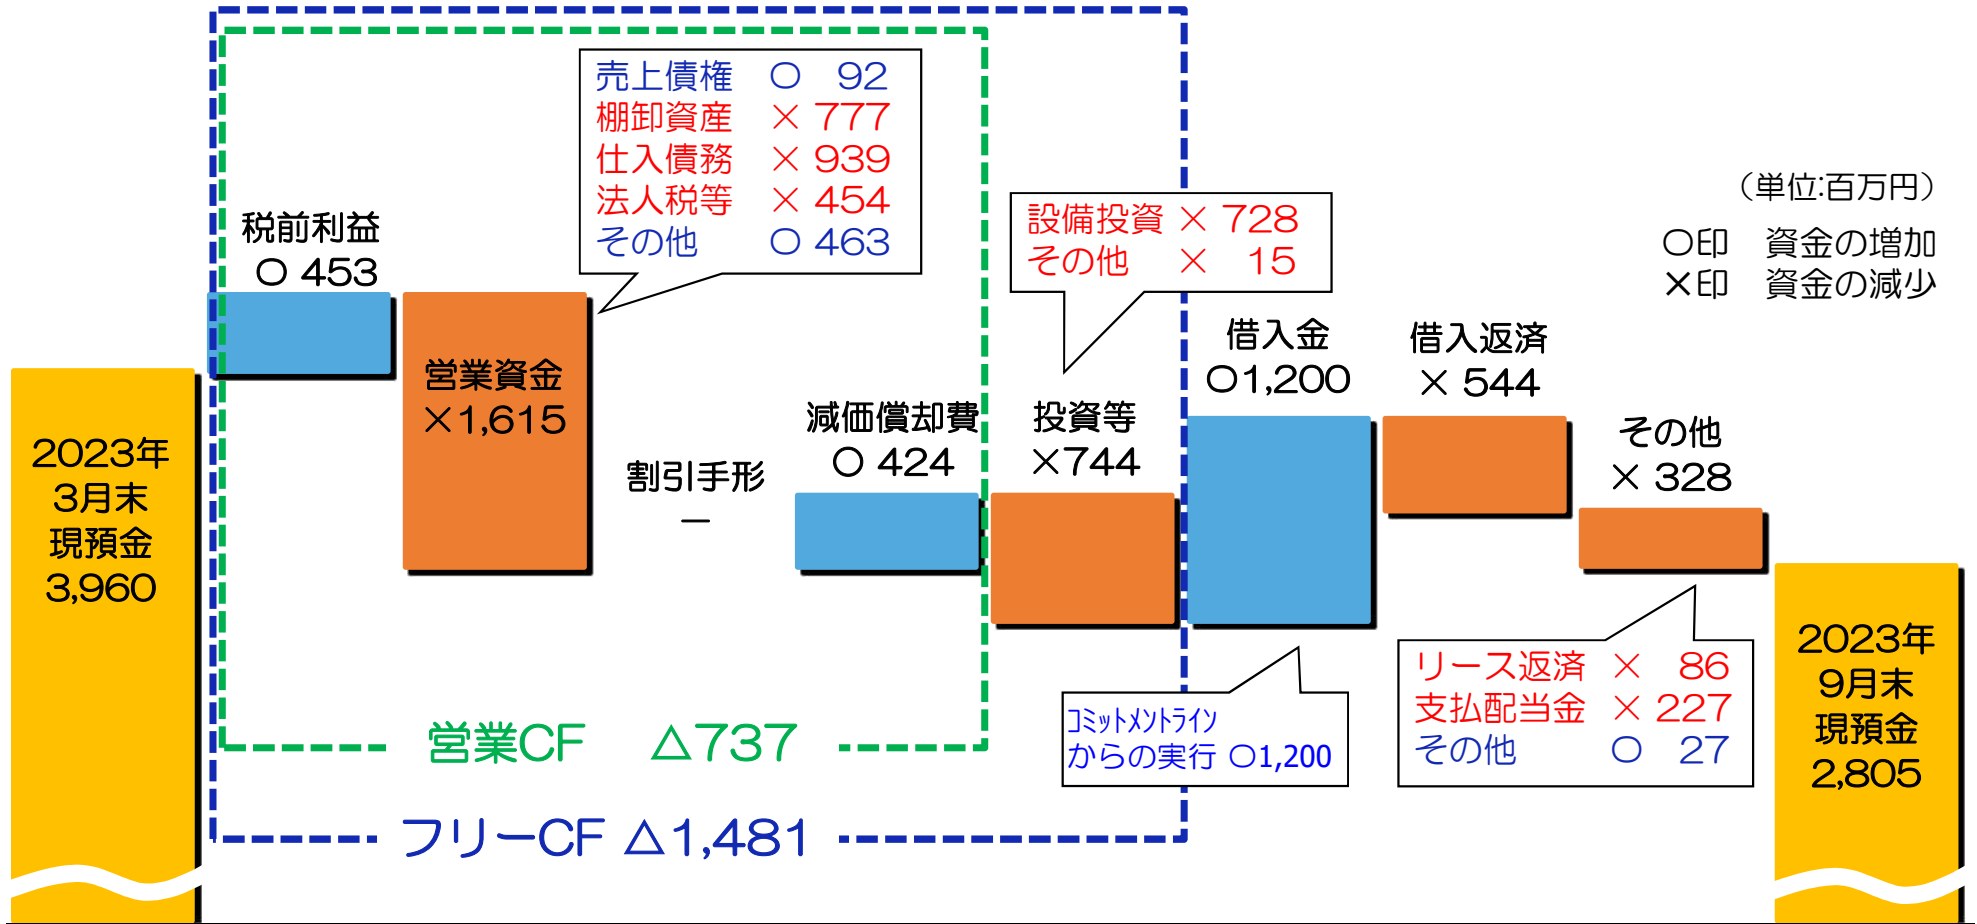 売上債権 〇 92
棚卸資産 × 777
仕入債務 × 939
法人税等 × 454
その他 〇 463
（単位:百万円）
〇印 資金の増加
×印 資金の減少
設備投資 × 728
その他 × 15
税前利益
〇 453
営業資金
×1,615
割引手形
－
減価償却費
〇 424
投資等
×744
借入金
〇1,200
借入返済
× 544
その他
× 328
2023年
3月末
現預金
3,960
コミットメントライン
からの実行 〇1,200
リース返済 × 86
支払配当金 × 227
その他 〇 27
2023年
9月末
現預金
2,805
営業CF △737
フリーCF △1,481